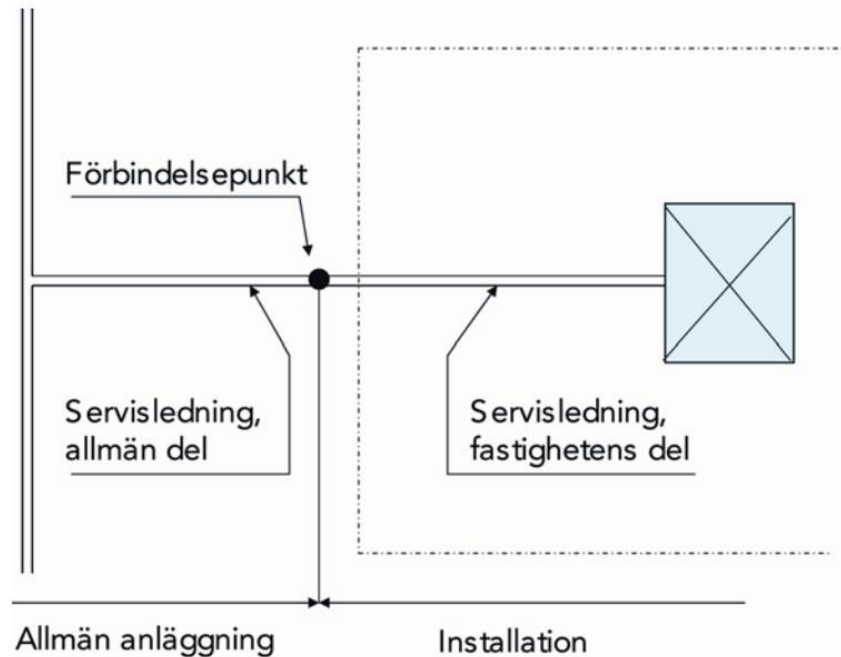 Förbindelsepunkt
Servisledning,
allmän del
Servisledning,
fastighetens del
Allmän anläggning
Installation